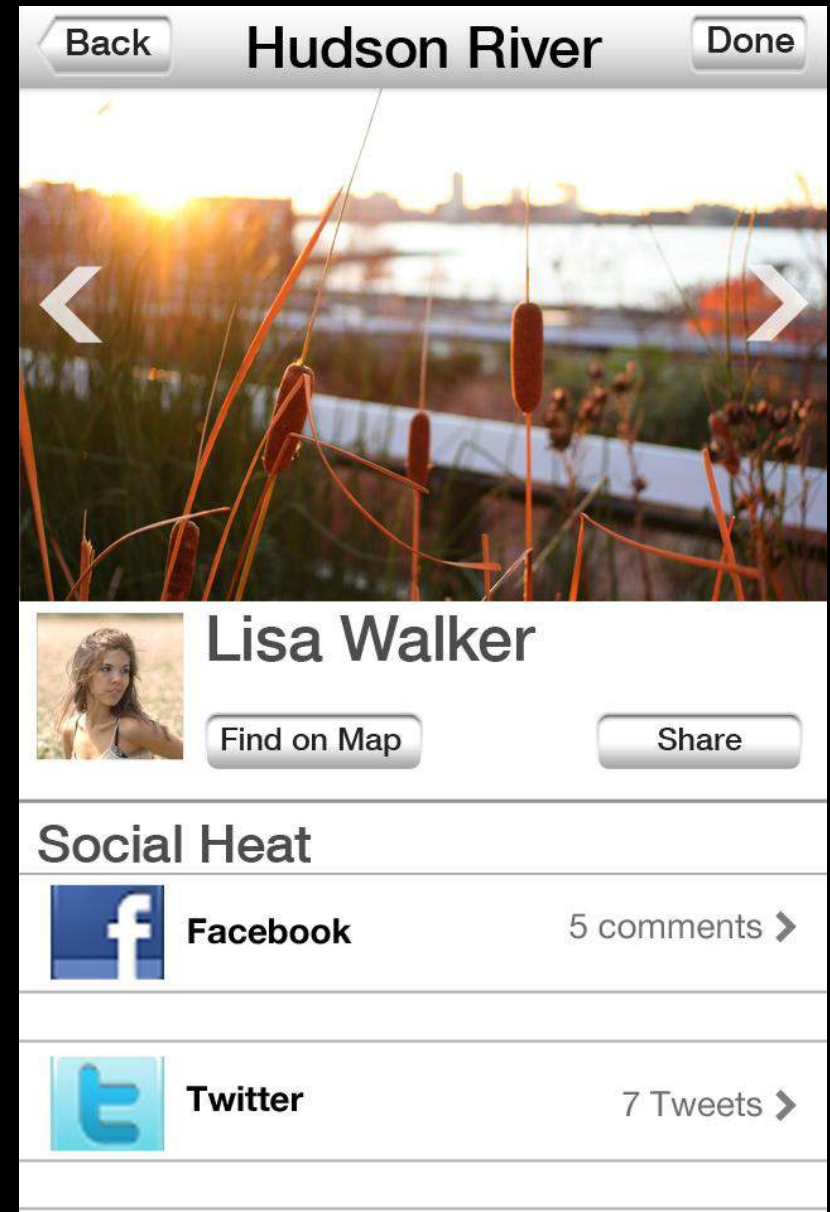 Back
Hudson River
Done
Lisa Walker
Find on Map
Share
Social Heat
Facebook
5 comments
Twitter
7 Tweets